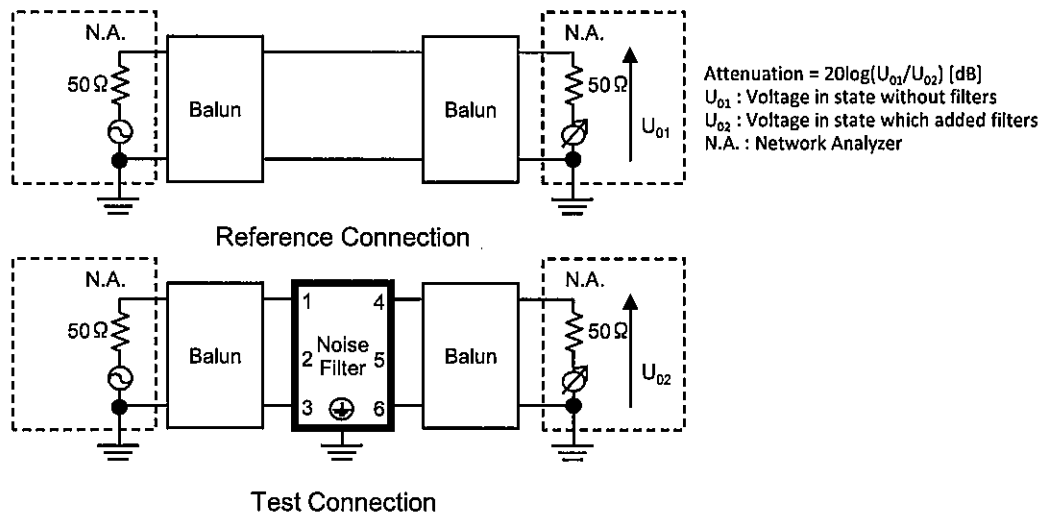 N.A.
N.A.
50Ω
Balun
Balun
50Ω
U01
Attenuation = 20log(U01/U02) [dB]
U01 : Voltage in state without filters
U02 : Voltage in state which added filters
N.A. : Network Analyzer
Reference Connection
N.A.
N.A.
50Ω
Balun
1 4
2 Noise Filter 5
3 6
Balun
50Ω
U02
Test Connection